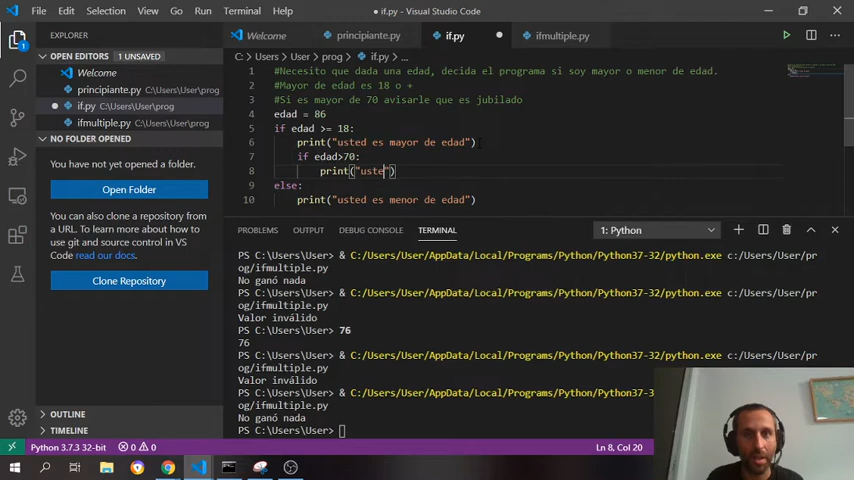 File Edit Selection View Go Run Terminal Help
if.py - Visual Studio Code
EXPLORER
OPEN EDITORS 1 UNSAVED
Welcome
principiante.py C:\Users\User\prog
if.py C:\Users\User\prog
ifmultiple.py C:\Users\User\prog
NO FOLDER OPENED
You have not yet opened a folder.
Open Folder
You can also clone a repository
from a URL. To learn more about how to
use git and source control in VS
Code read our docs.
Clone Repository
OUTLINE
TIMELINE
Welcome principiante.py if.py ifmultiple.py
C: > Users > User > prog > if.py > ...
1 #Necesito que dada una edad, decida el programa si soy mayor o menor de edad.
2 #Mayor de edad es 18 o +
3 #Si es mayor de 70 avisarle que es jubilado
4 edad = 86
5 if edad >= 18:
6 print("usted es mayor de edad")
7 if edad>70:
8 print("uste")
9 else:
10 print("usted es menor de edad")
PROBLEMS OUTPUT DEBUG CONSOLE TERMINAL 1: Python
PS C:\Users\User> & C:/Users/User/AppData/Local/Programs/Python/Python37-32/python.exe c:/Users/User/pr
og/ifmultiple.py
No ganó nada
PS C:\Users\User> & C:/Users/User/AppData/Local/Programs/Python/Python37-32/python.exe c:/Users/User/pr
og/ifmultiple.py
Valor inválido
PS C:\Users\User> 76
76
PS C:\Users\User> & C:/Users/User/AppData/Local/Programs/Python/Python37-32/python.exe c:/Users/User/pr
og/ifmultiple.py
Valor inválido
PS C:\Users\User> & C:/Users/User/AppData/Local/Programs/Python/Python37-3
og/ifmultiple.py
No ganó nada
PS C:\Users\User>
Python 3.7.3 32-bit 0 0 Ln 8, Col 20